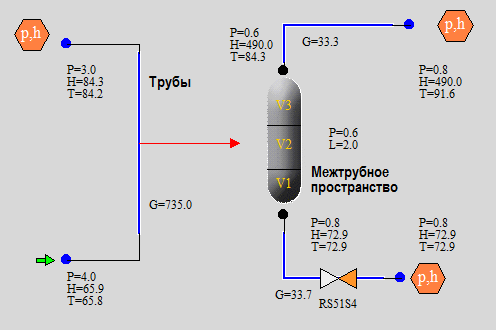 p,h
P=3.0
H=84.3
T=84.2
Трубы
G=735.0
P=4.0
H=65.9
T=65.8
P=0.6
H=490.0
T=84.3
G=33.3
p,h
P=0.8
H=490.0
T=91.6
V3
V2
V1
P=0.6
L=2.0
Межтрубное
пространство
P=0.8
H=72.9
T=72.9
G=33.7
RS51S4
P=0.8
H=72.9
T=72.9
p,h